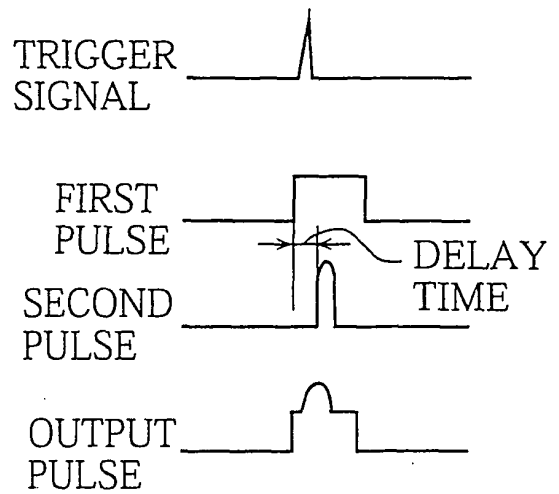 TRIGGER
SIGNAL
FIRST
PULSE
DELAY
TIME
SECOND
PULSE
OUTPUT
PULSE